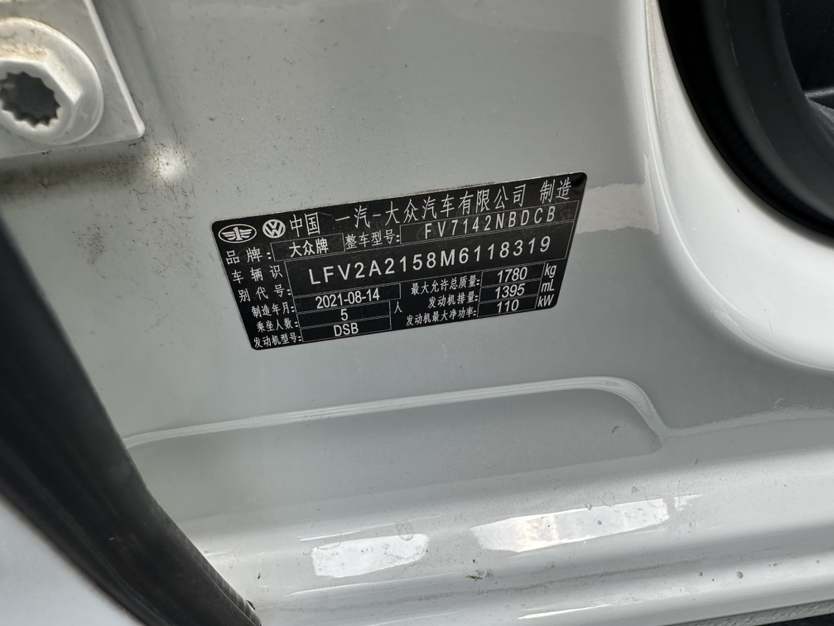 中国 一汽-大众汽车有限公司 制造
品牌: 大众牌 整车型号: FV7142NBDCB
车辆识别代号: LFV2A2158M6118319
制造年月: 2021-08-14 最大允许总质量: 1780 kg
乘坐人数: 5 人 发动机排量: 1395 mL
发动机型号: DSB 发动机最大净功率: 110 kW